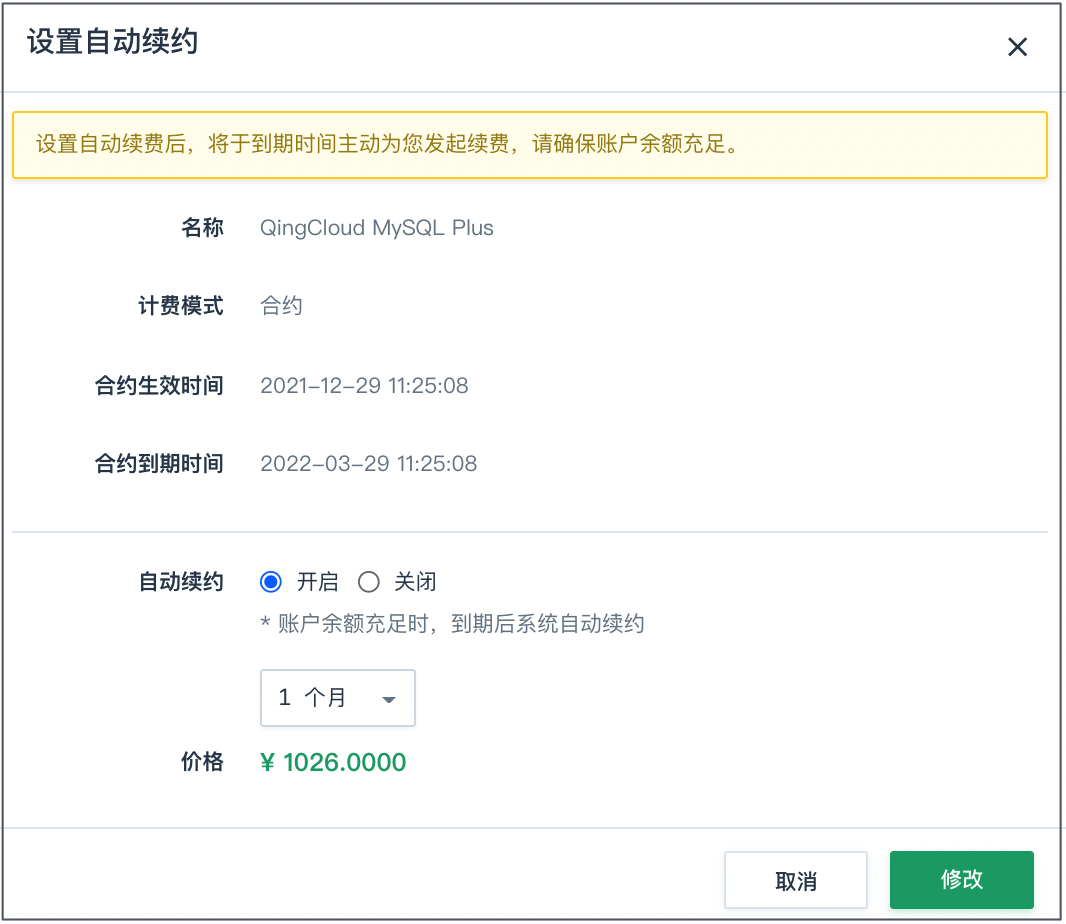 设置自动续约
设置自动续费后，将于到期时间主动为您发起续费，请确保账户余额充足。
名称 QingCloud MySQL Plus
计费模式 合约
合约生效时间 2021-12-29 11:25:08
合约到期时间 2022-03-29 11:25:08
自动续约 开启 关闭
* 账户余额充足时，到期后系统自动续约
1 个月
价格 ¥ 1026.0000
取消 修改